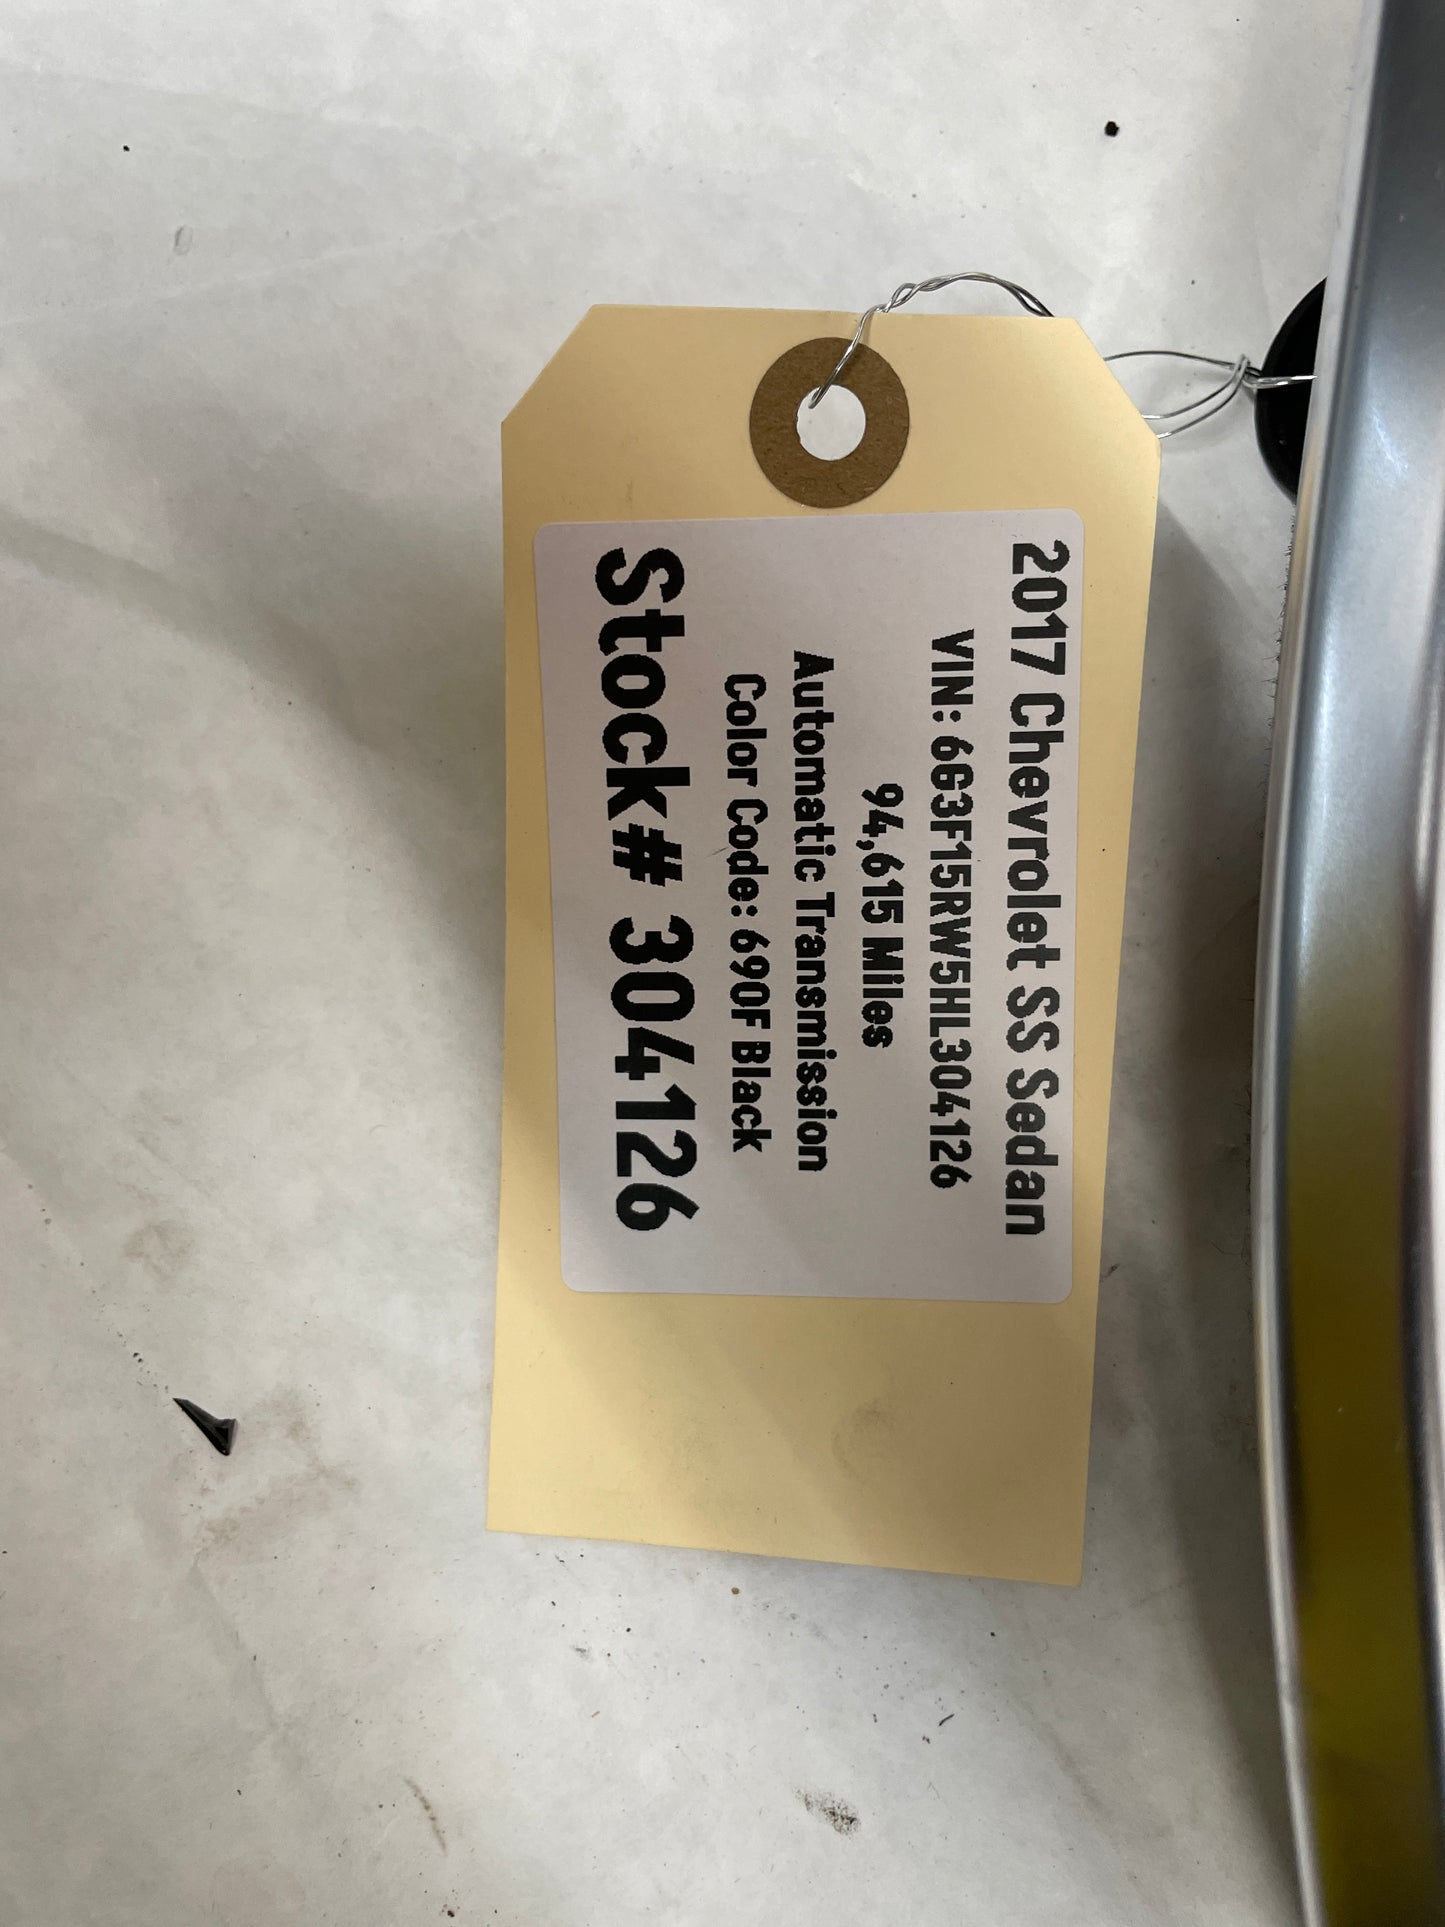 2017 Chevrolet SS Sedan
VIN: 6G3F15RW5HL304126
94,615 Miles
Automatic Transmission
Color Code: 690F Black
Stock# 304126